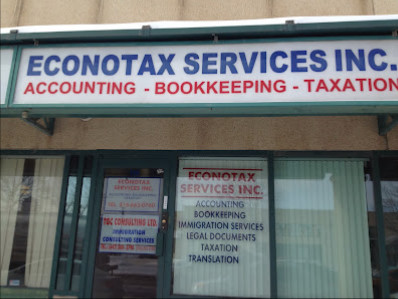 ECONOTAX SERVICES INC.
ACCOUNTING - BOOKKEEPING - TAXATION
ECONOTAX
SERVICES INC.
TGC CONSULTING LTD.
IMMIGRATION
CONSULTING SERVICES
ECONOTAX
SERVICES INC.
ACCOUNTING
BOOKKEEPING
IMMIGRATION SERVICES
LEGAL DOCUMENTS
TAXATION
TRANSLATION